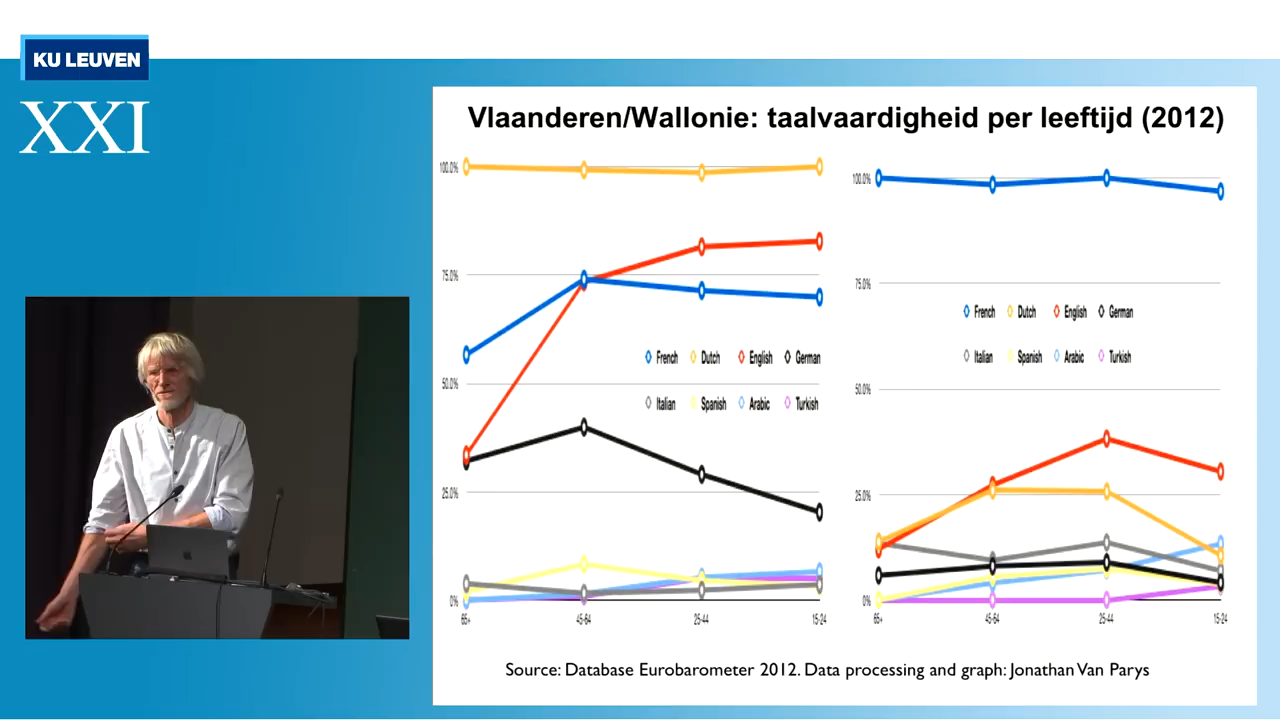 KU LEUVEN
XXI
Vlaanderen/Wallonie: taalvaardigheid per leeftijd (2012)
100.0%
75.0%
50.0%
25.0%
0%
65+ 45-64 25-44 15-24
French Dutch English German
Italian Spanish Arabic Turkish
100.0%
75.0%
50.0%
25.0%
0%
65+ 45-64 25-44 15-24
French Dutch English German
Italian Spanish Arabic Turkish
Source: Database Eurobarometer 2012. Data processing and graph: Jonathan Van Parys